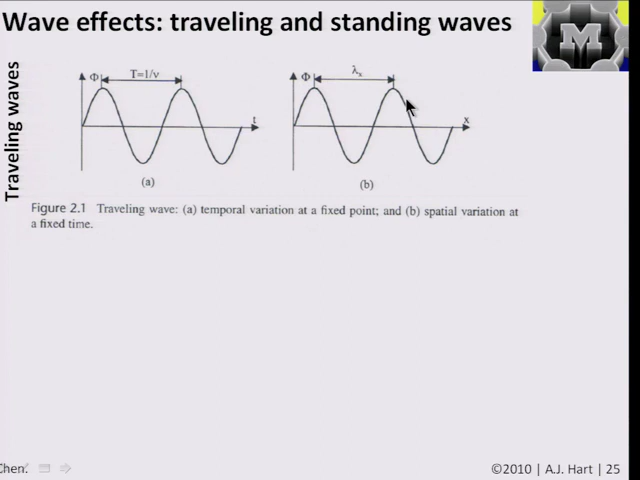 Wave effects: traveling and standing waves
M
Traveling waves
Φ
T=1/ν
t
(a)
Φ
λx
x
(b)
Figure 2.1 Traveling wave: (a) temporal variation at a fixed point; and (b) spatial variation at
a fixed time.
Chen.
©2010 | A.J. Hart | 25